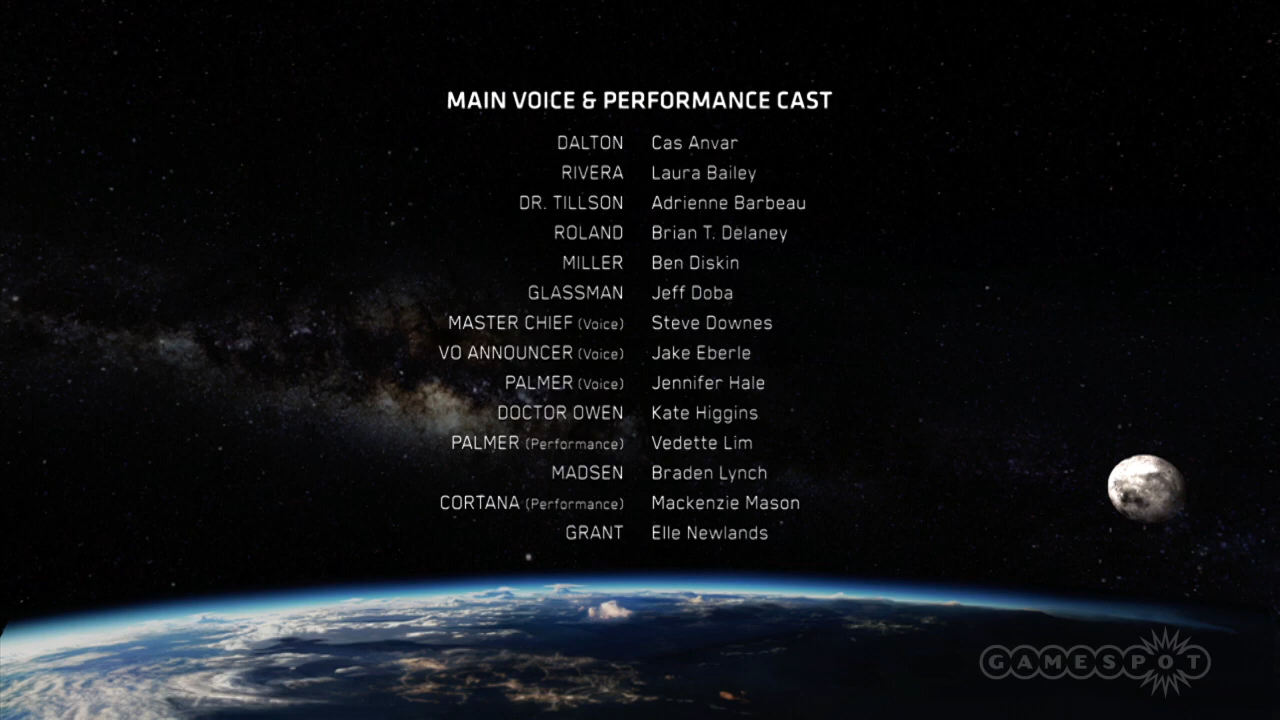 MAIN VOICE & PERFORMANCE CAST
DALTON Cas Anvar
RIVERA Laura Bailey
DR. TILLSON Adrienne Barbeau
ROLAND Brian T. Delaney
MILLER Ben Diskin
GLASSMAN Jeff Doba
MASTER CHIEF (Voice) Steve Downes
VO ANNOUNCER (Voice) Jake Eberle
PALMER (Voice) Jennifer Hale
DOCTOR OWEN Kate Higgins
PALMER (Performance) Vedette Lim
MADSEN Braden Lynch
CORTANA (Performance) Mackenzie Mason
GRANT Elle Newlands
GAMESPOT